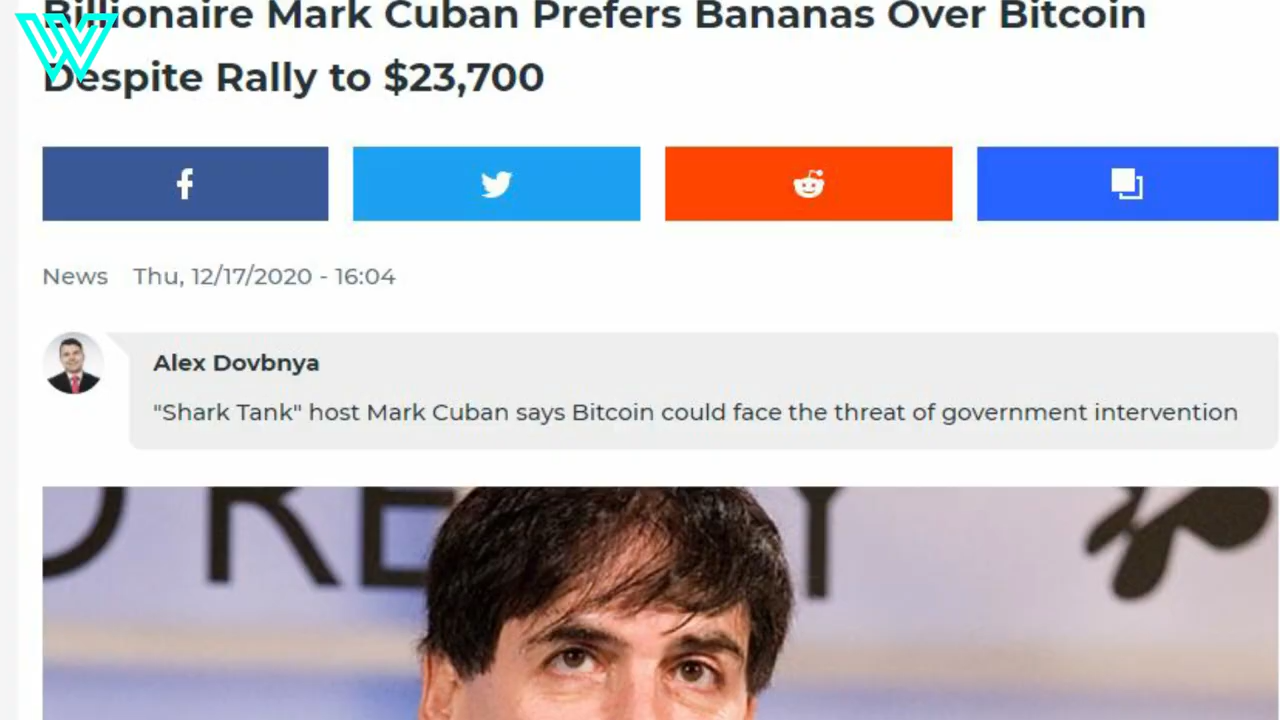 Billionaire Mark Cuban Prefers Bananas Over Bitcoin
Despite Rally to $23,700
News Thu, 12/17/2020 - 16:04
Alex Dovbnya
"Shark Tank" host Mark Cuban says Bitcoin could face the threat of government intervention